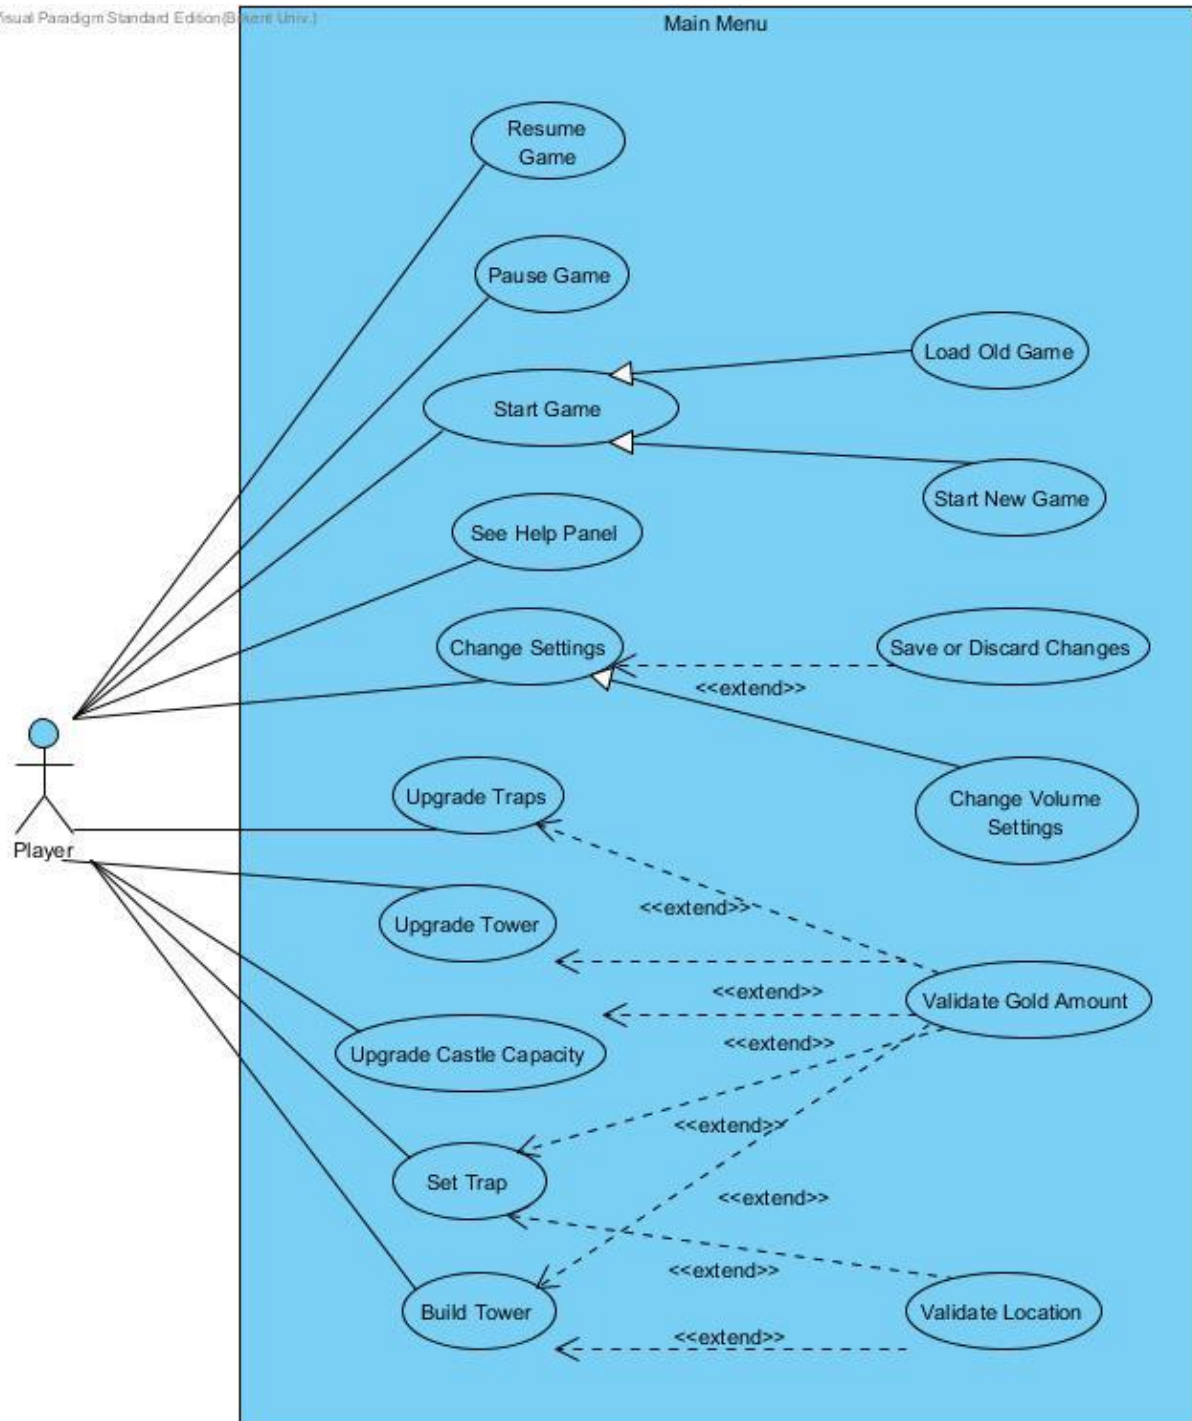 Visual Paradigm Standard Edition(Bilkent Univ.)
Main Menu
Resume
Game
Pause Game
Load Old Game
Start Game
Start New Game
See Help Panel
Change Settings
Save or Discard Changes
<<extend>>
Upgrade Traps
Change Volume
Settings
Player
<<extend>>
Upgrade Tower
<<extend>>
Validate Gold Amount
<<extend>>
Upgrade Castle Capacity
<<extend>>
Set Trap
<<extend>>
<<extend>>
Build Tower
Validate Location
<<extend>>